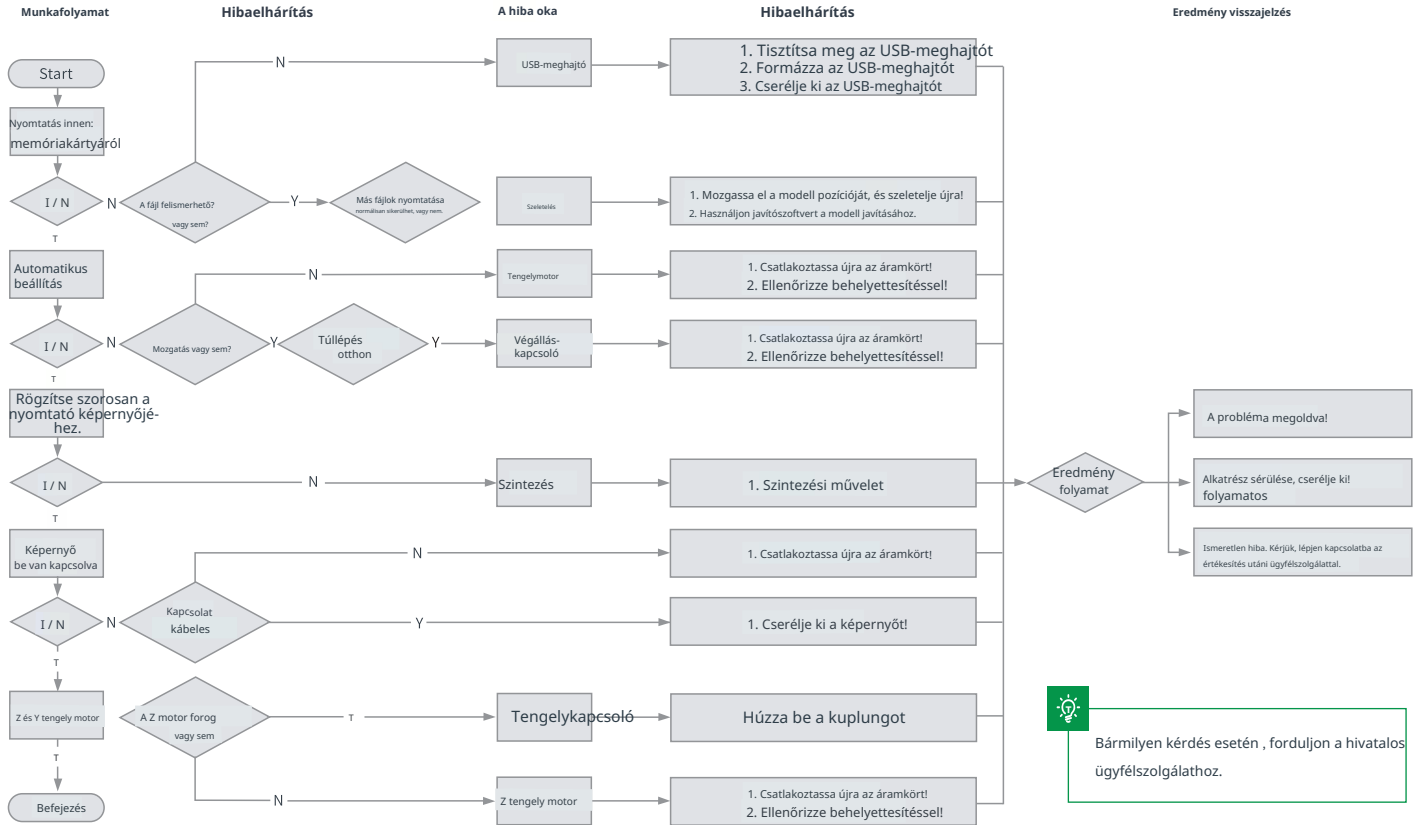 Munkafolyamat
Hibaelhárítás
A hiba oka
Hibaelhárítás
Eredmény visszajelzés
Start
N
USB-meghajtó
1. Tisztítsa meg az USB-meghajtót
2. Formázza az USB-meghajtót
3. Cserélje ki az USB-meghajtót
Nyomtatás innen:
memóriakártyáról
I / N
N
A fájl felismerhető?
vagy sem?
Y
Más fájlok nyomtatása
normálisan sikerülhet, vagy nem.
Szeletelés
1. Mozgassa el a modell pozícióját, és szeletelje újra!
2. Használjon javítószoftvert a modell javításához.
T
Automatikus
beállítás
N
Tengelymotor
1. Csatlakoztassa újra az áramkört!
2. Ellenőrizze behelyettesítéssel!
I / N
N
Mozgatás vagy sem?
Y
Túllépés
otthon
Y
Végállás-
kapcsoló
1. Csatlakoztassa újra az áramkört!
2. Ellenőrizze behelyettesítéssel!
T
Rögzítse szorosan a
nyomtató képernyőjé-
hez.
A probléma megoldva!
I / N
N
Szintezés
1. Szintezési művelet
Eredmény
folyamat
Alkatrész sérülése, cserélje ki!
folyamatos
T
Képernyő
be van kapcsolva
N
1. Csatlakoztassa újra az áramkört!
Ismeretlen hiba. Kérjük, lépjen kapcsolatba az
értékesítés utáni ügyfélszolgálattal.
I / N
N
Kapcsolat
kábeles
Y
1. Cserélje ki a képernyőt!
T
Z és Y tengely motor
A Z motor forog
vagy sem
T
Tengelykapcsoló
Húzza be a kuplungot
Bármilyen kérdés esetén , forduljon a hivatalos
ügyfélszolgálathoz.
T
Befejezés
N
Z tengely motor
1. Csatlakoztassa újra az áramkört!
2. Ellenőrizze behelyettesítéssel!